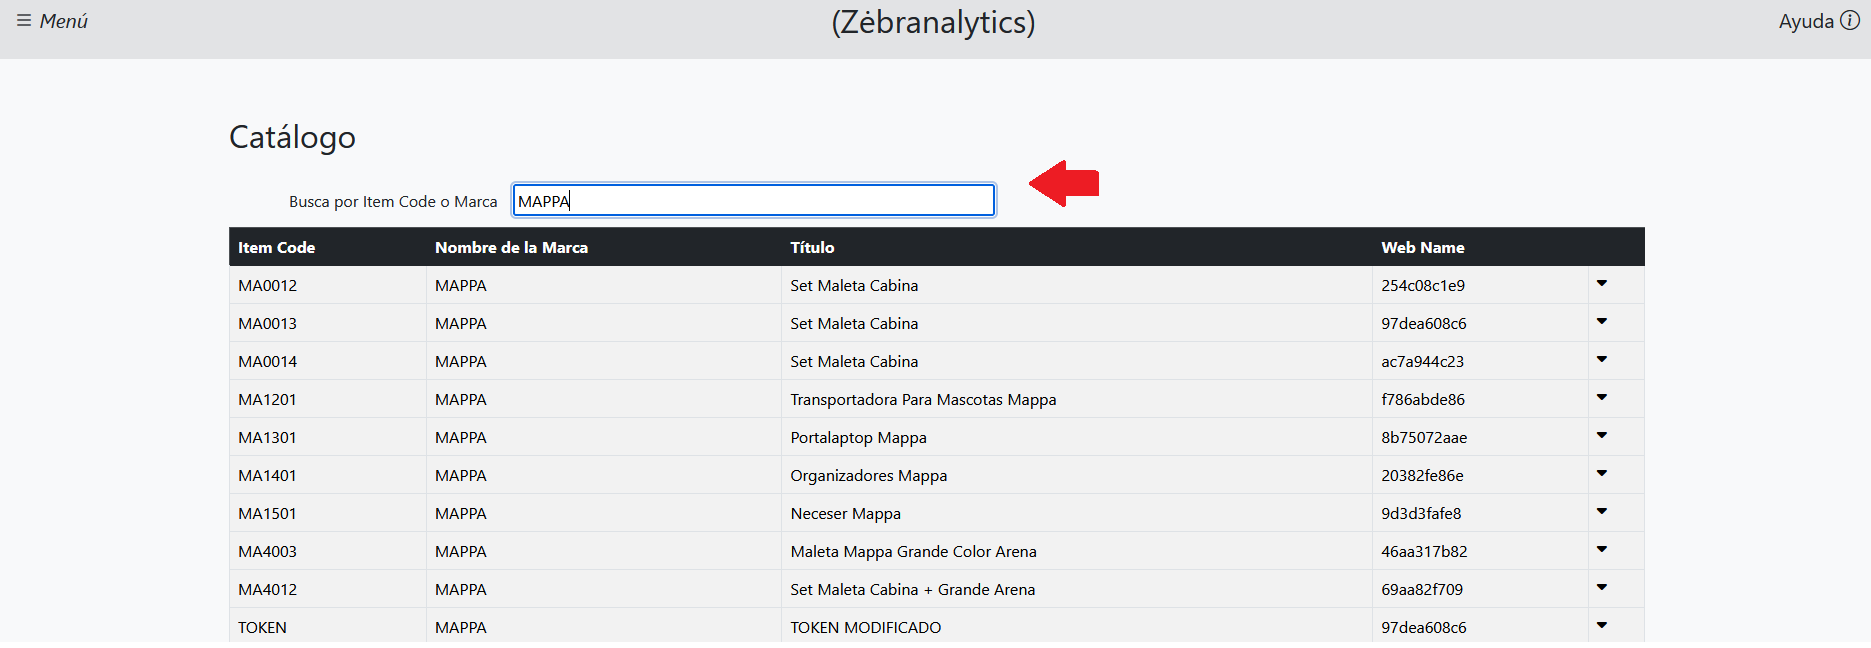 Menú (Zėbranalytics) Ayuda
Catálogo
Busca por Item Code o Marca MAPPA
Item Code Nombre de la Marca Título Web Name
MA0012 MAPPA Set Maleta Cabina 254c08c1e9
MA0013 MAPPA Set Maleta Cabina 97dea608c6
MA0014 MAPPA Set Maleta Cabina ac7a944c23
MA1201 MAPPA Transportadora Para Mascotas Mappa f786abde86
MA1301 MAPPA Portalaptop Mappa 8b75072aae
MA1401 MAPPA Organizadores Mappa 20382fe86e
MA1501 MAPPA Neceser Mappa 9d3d3fafe8
MA4003 MAPPA Maleta Mappa Grande Color Arena 46aa317b82
MA4012 MAPPA Set Maleta Cabina + Grande Arena 69aa82f709
TOKEN MAPPA TOKEN MODIFICADO 97dea608c6